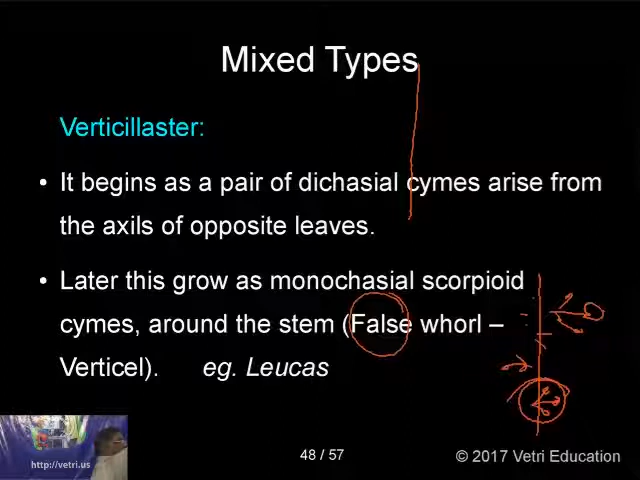 Mixed Types
Verticillaster:
• It begins as a pair of dichasial cymes arise from
the axils of opposite leaves.
• Later this grow as monochasial scorpioid
cymes, around the stem (False whorl –
Verticel). eg. Leucas
http://vetri.us
48 / 57
© 2017 Vetri Education